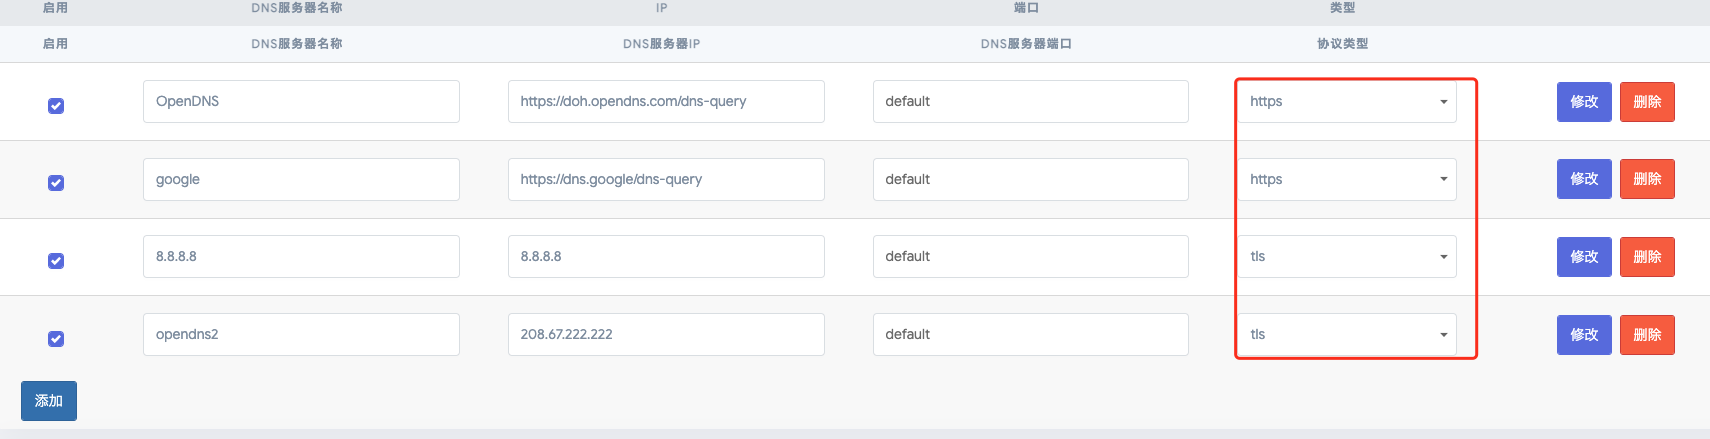 启用 DNS服务器名称 IP 端口 类型
启用 DNS服务器名称 DNS服务器IP DNS服务器端口 协议类型
OpenDNS https://doh.opendns.com/dns-query default https 修改 删除
google https://dns.google/dns-query default https 修改 删除
8.8.8.8 8.8.8.8 default tls 修改 删除
opendns2 208.67.222.222 default tls 修改 删除
添加